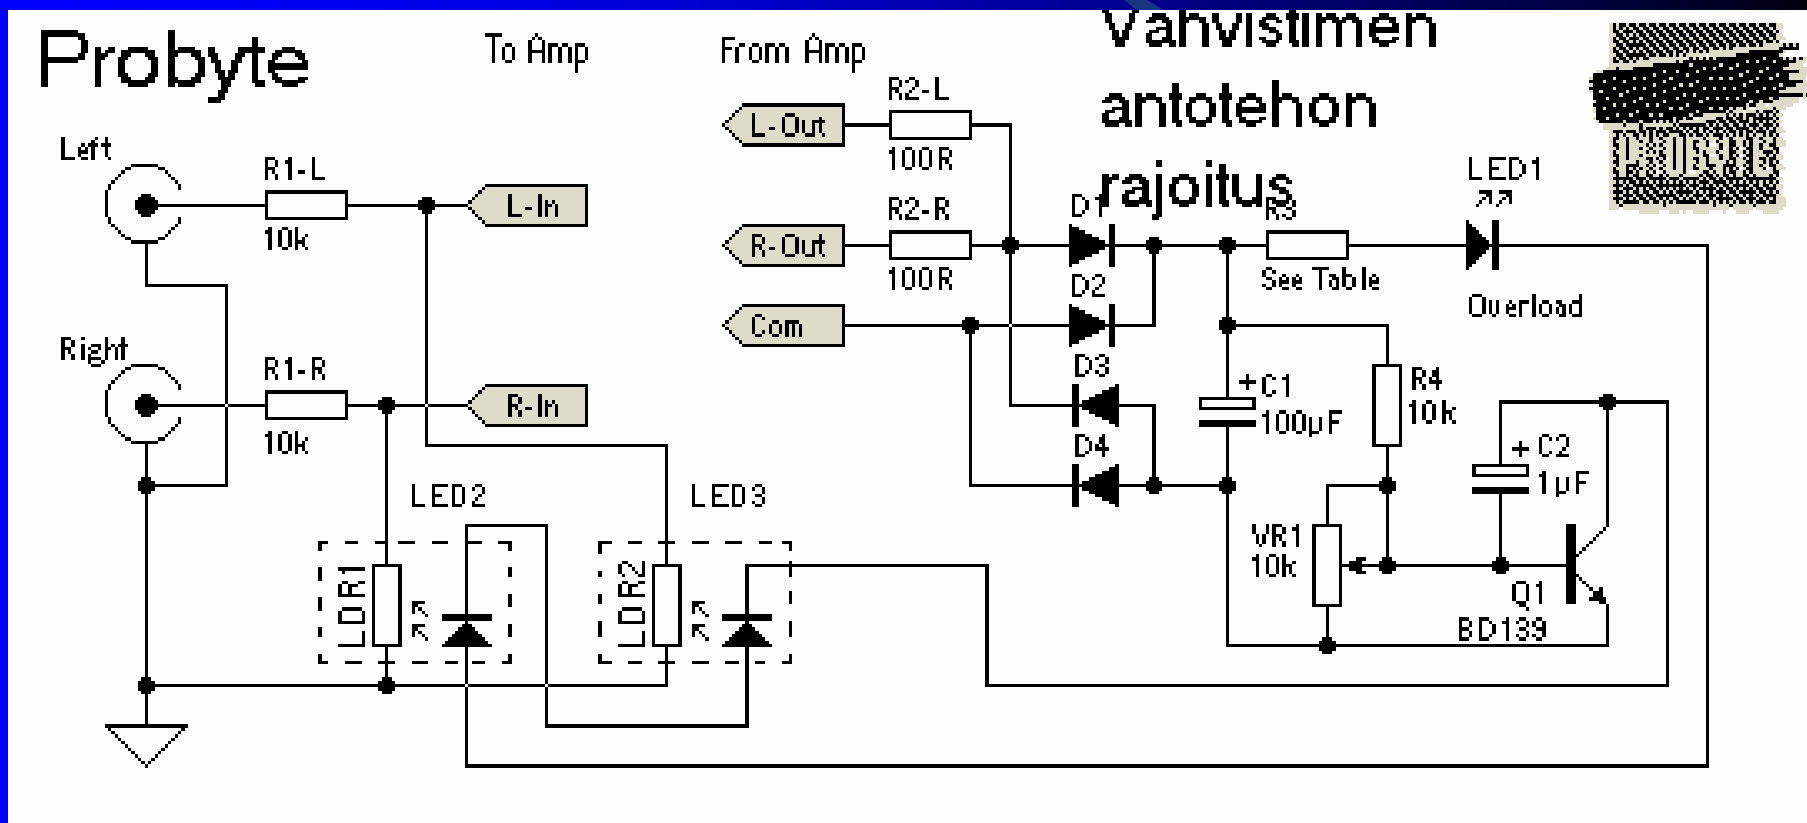 Probyte
To Amp
From Amp
Vahvistimen
antotehon
rajoitus
PROBYTE
Left
R1-L
10k
L-In
Right
R1-R
10k
R-In
L-Out
R2-L
100R
R-Out
R2-R
100R
Com
D1
D2
D3
D4
R3
See Table
LED1
Overload
+
C1
100µF
R4
10k
+
C2
1µF
VR1
10k
Q1
BD139
LED2
LDR1
LED3
LDR2